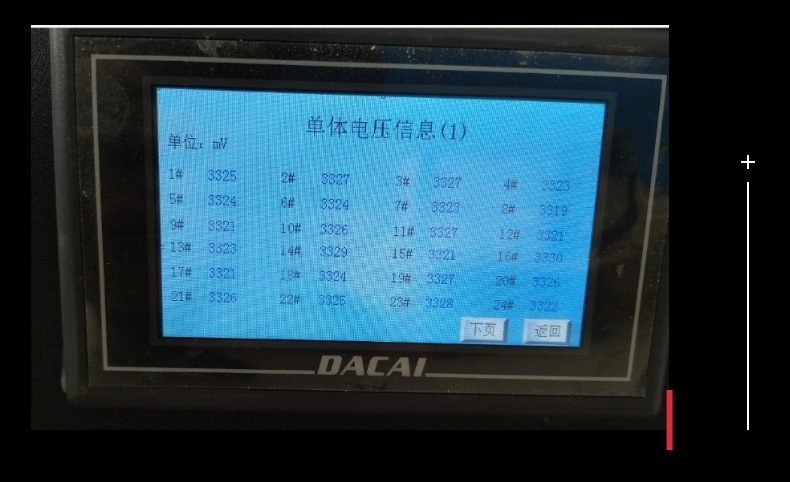 单体电压信息(1)
单位：mV
1# 3325 2# 3327 3# 3327 4# 3323
5# 3324 6# 3324 7# 3323 8# 3319
9# 3321 10# 3326 11# 3327 12# 3321
13# 3323 14# 3329 15# 3321 16# 3330
17# 3321 18# 3324 19# 3327 20# 3326
21# 3326 22# 3325 23# 3328 24# 3322
下页 返回
DACAI